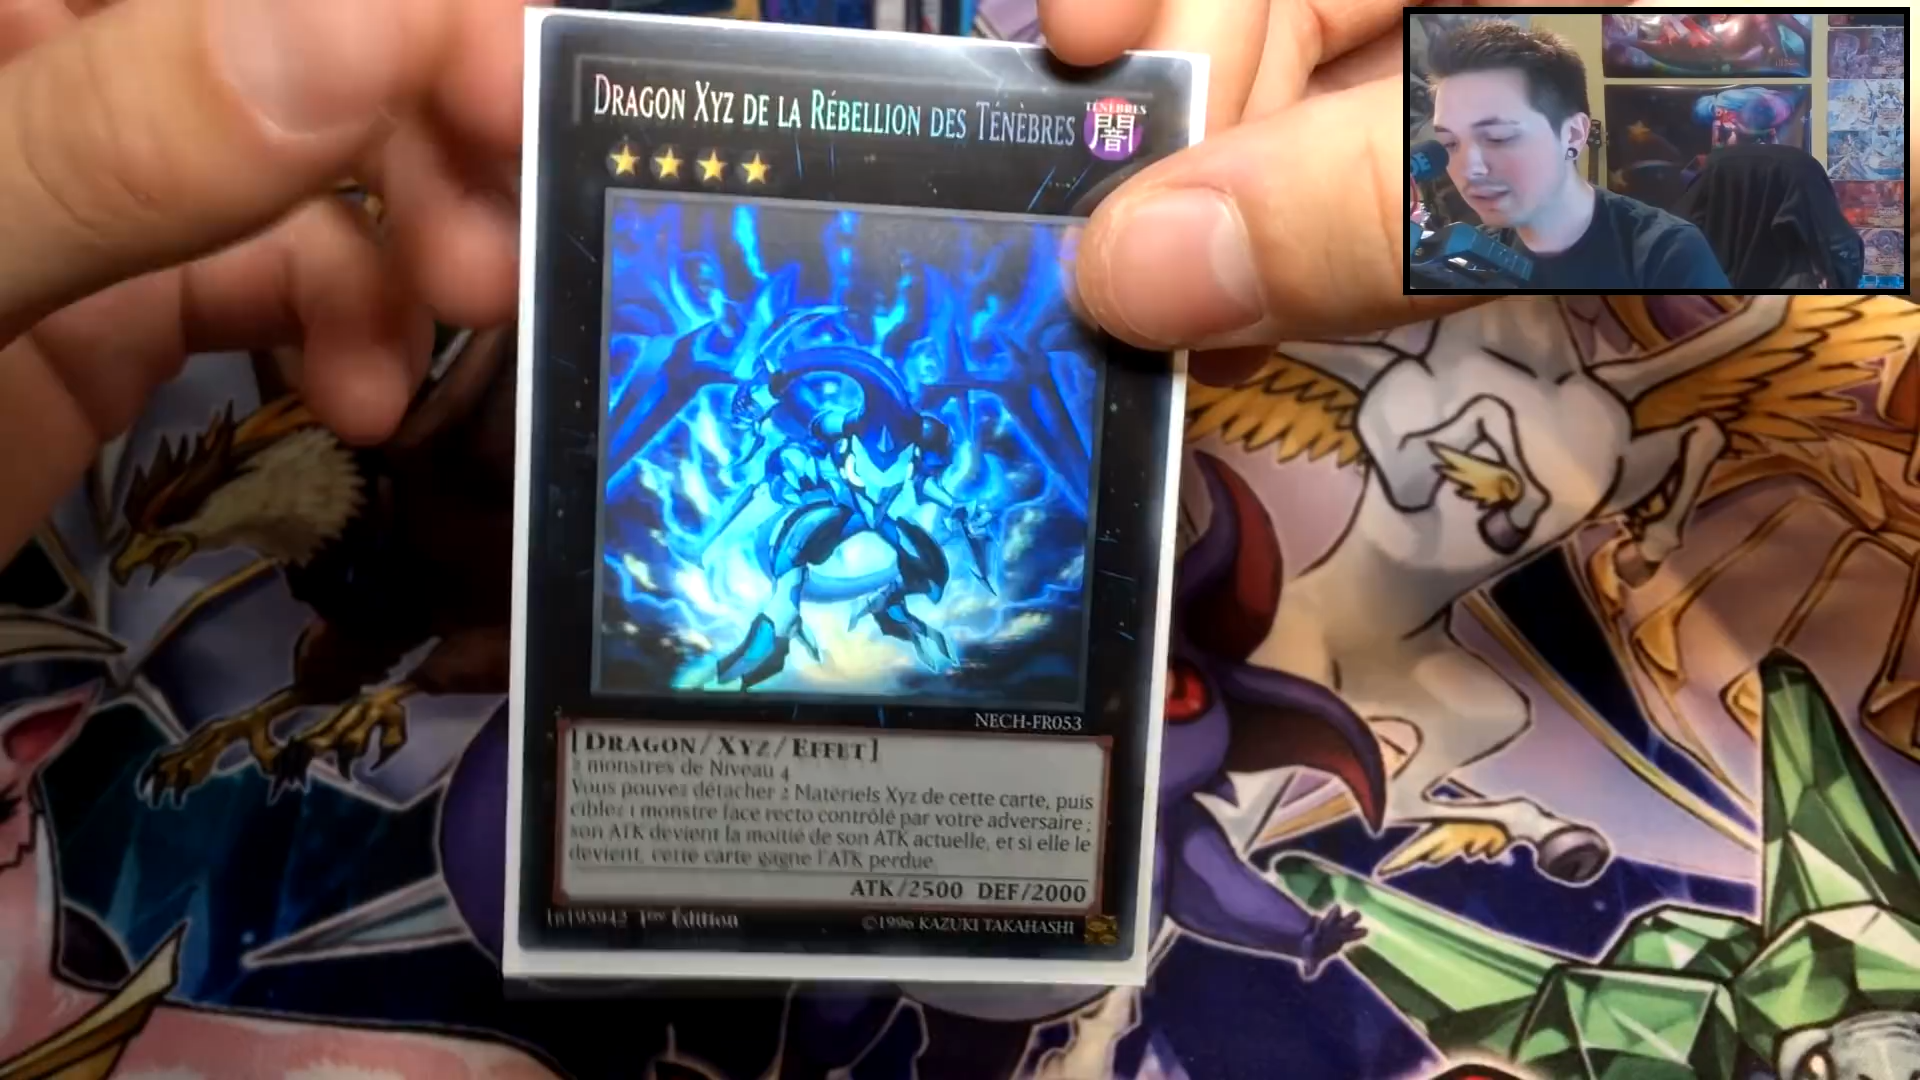 Dragon Xyz de la Rébellion des Ténèbres
TÉNÈBRES
闇
NECH-FR053
[Dragon/Xyz/Effet]
2 monstres de Niveau 4
Vous pouvez détacher 2 Matériels Xyz de cette carte, puis
ciblez 1 monstre face recto contrôlé par votre adversaire ;
son ATK devient la moitié de son ATK actuelle, et si elle le
devient, cette carte gagne l'ATK perdue.
ATK/2500 DEF/2000
1ère Édition
©1996 KAZUKI TAKAHASHI